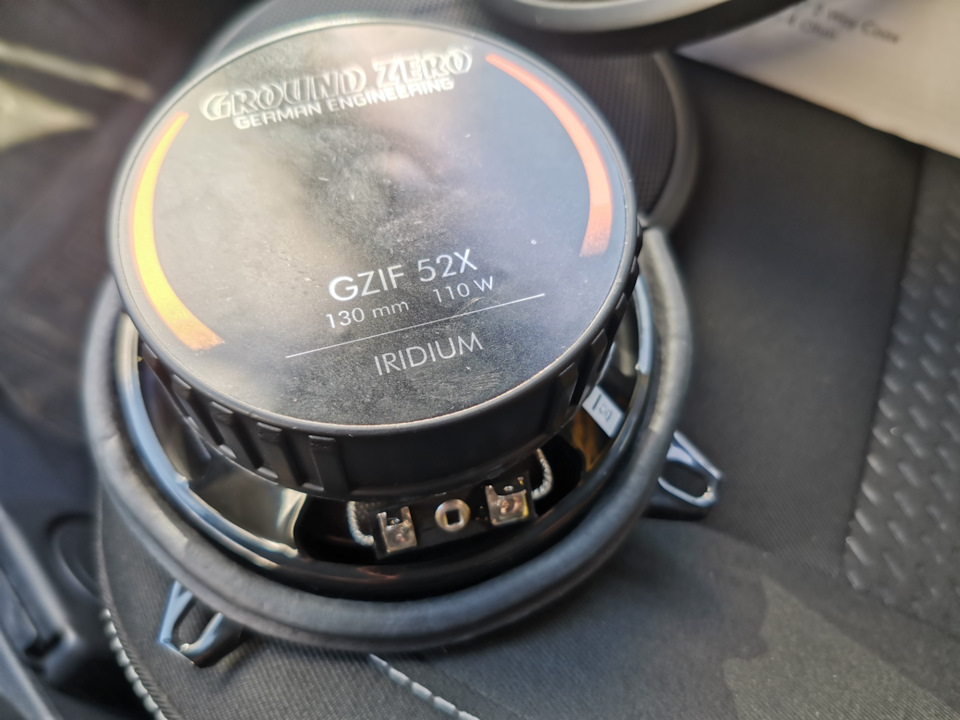 GROUND ZERO
GERMAN ENGINEERING
GZIF 52X
130 mm 110 W
IRIDIUM